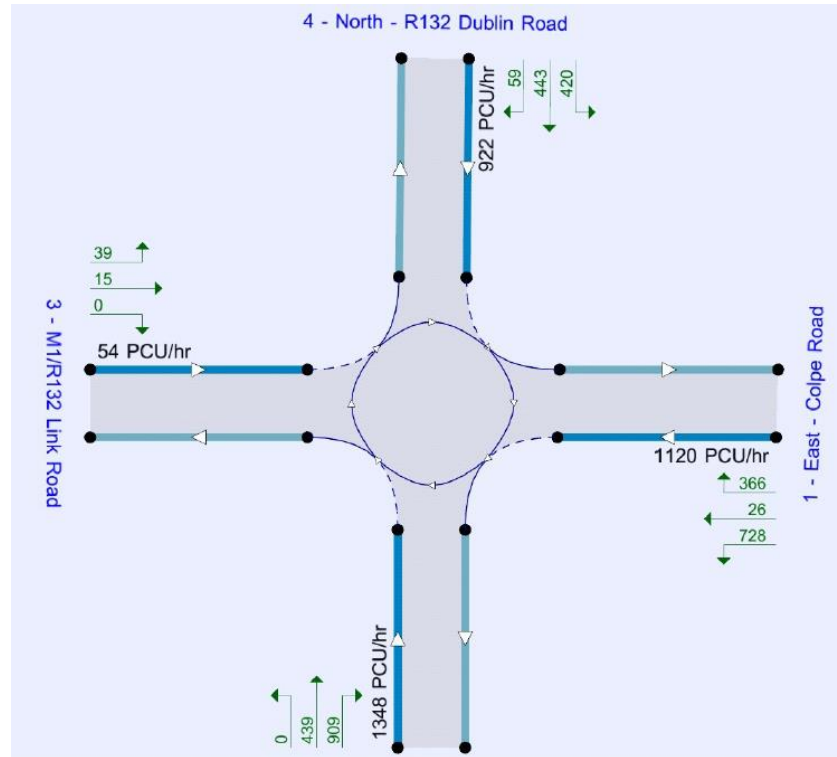 4 - North - R132 Dublin Road
922 PCU/hr
59
443
420
39
15
0
54 PCU/hr
3 - M1/R132 Link Road
1 - East - Colpe Road
1120 PCU/hr
366
26
728
1348 PCU/hr
0
439
909